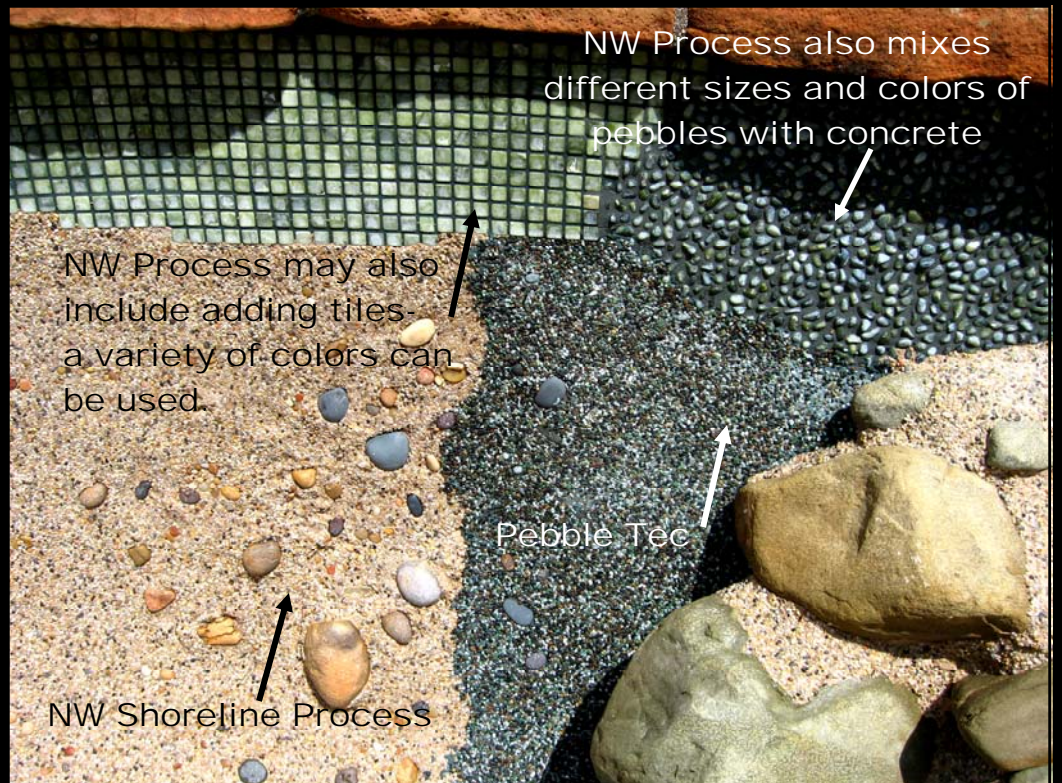 NW Process also mixes
different sizes and colors of
pebbles with concrete
NW Process may also
include adding tiles-
a variety of colors can
be used.
Pebble Tec
NW Shoreline Process